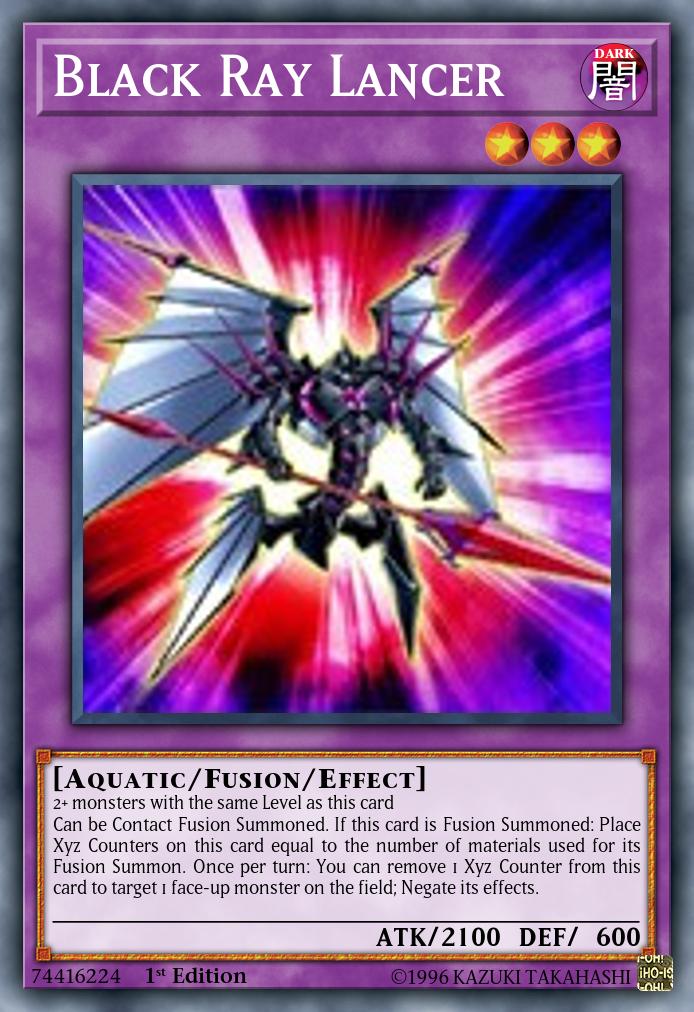 Black Ray Lancer
DARK
闇
[Aquatic/Fusion/Effect]
2+ monsters with the same Level as this card
Can be Contact Fusion Summoned. If this card is Fusion Summoned: Place
Xyz Counters on this card equal to the number of materials used for its
Fusion Summon. Once per turn: You can remove 1 Xyz Counter from this
card to target 1 face-up monster on the field; Negate its effects.
ATK/2100 DEF/ 600
74416224 1st Edition ©1996 KAZUKI TAKAHASHI